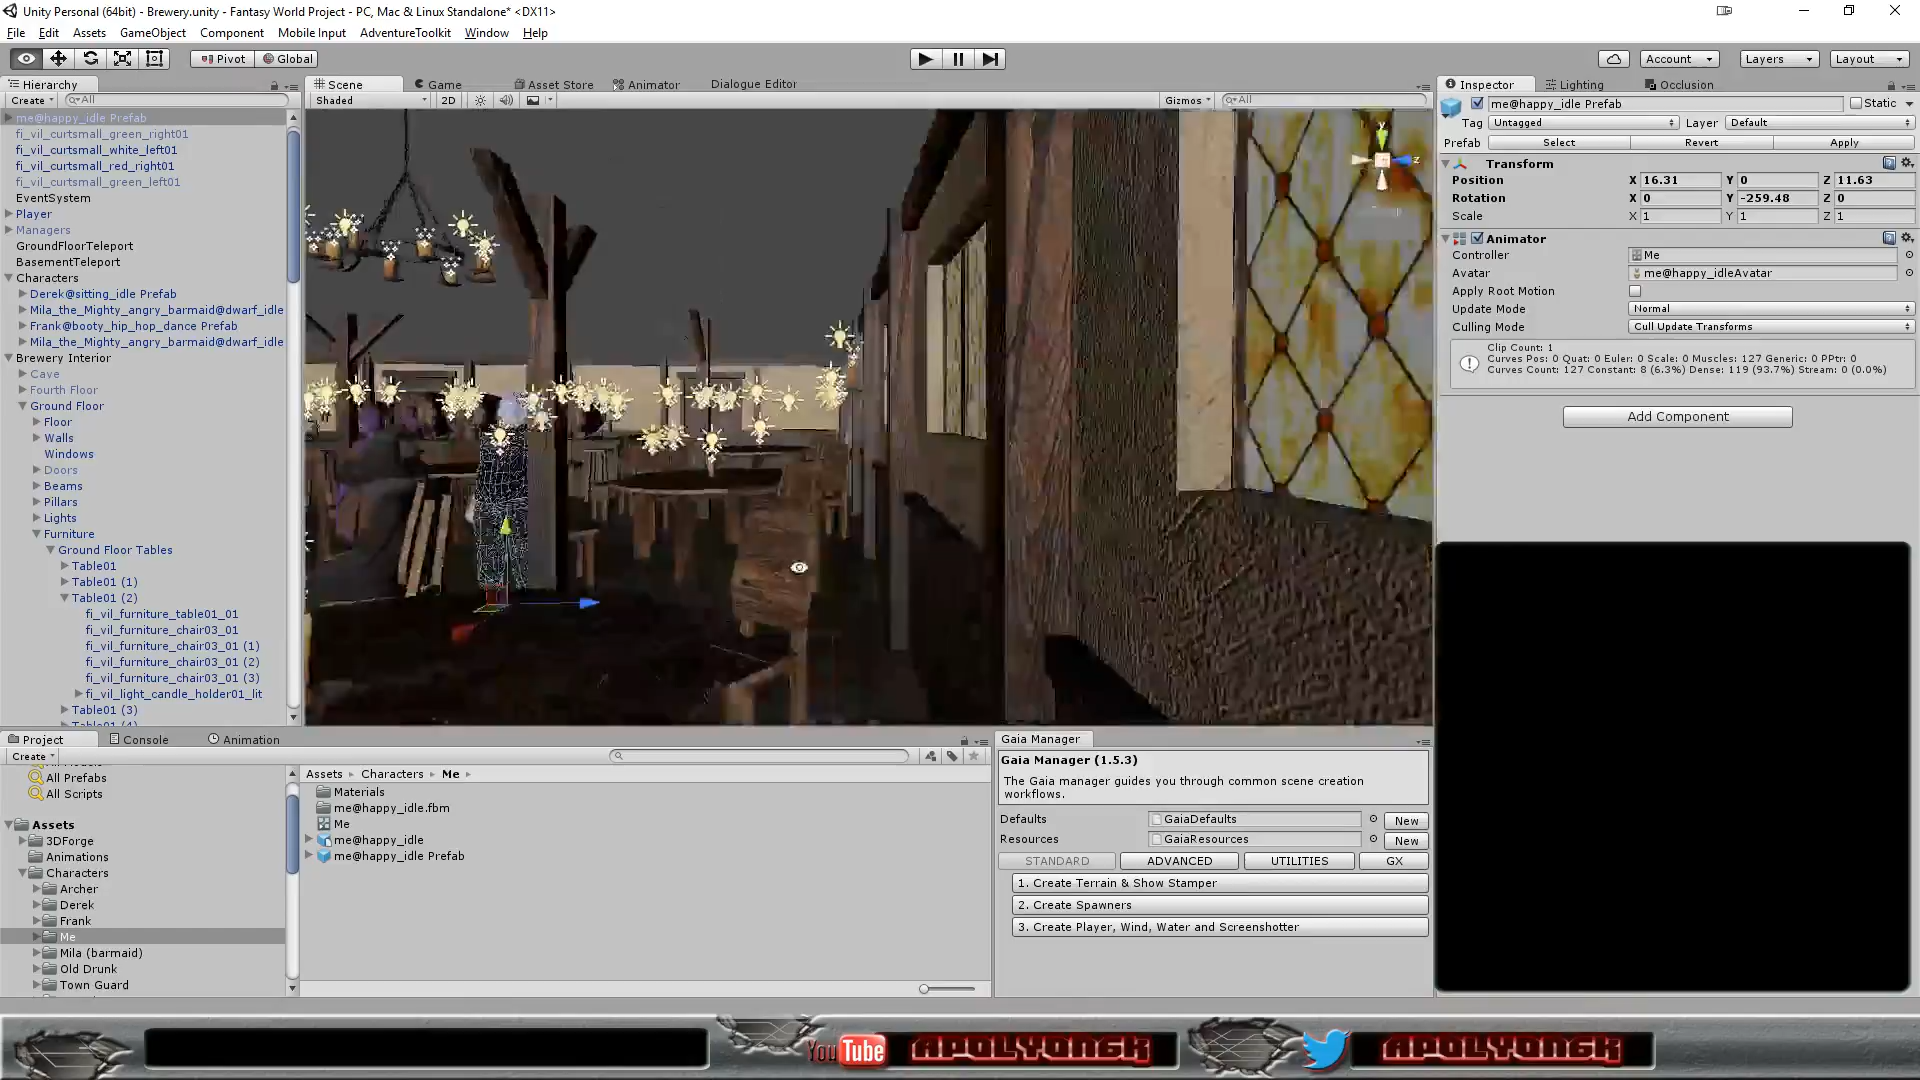 Unity Personal (64bit) - Brewery.unity - Fantasy World Project - PC, Mac & Linux Standalone* <DX11>
File Edit Assets GameObject Component Mobile Input AdventureToolkit Window Help
Pivot Global Account Layers Layout
Hierarchy
Create All
me@happy_idle Prefab
fi_vil_curtsmall_green_right01
fi_vil_curtsmall_white_left01
fi_vil_curtsmall_red_right01
fi_vil_curtsmall_green_left01
EventSystem
Player
Managers
GroundFloorTeleport
BasementTeleport
Characters
Derek@sitting_idle Prefab
Mila_the_Mighty_angry_barmaid@dwarf_idle
Frank@booty_hip_hop_dance Prefab
Mila_the_Mighty_angry_barmaid@dwarf_idle
Brewery Interior
Cave
Fourth Floor
Ground Floor
Floor
Walls
Windows
Doors
Beams
Pillars
Lights
Furniture
Ground Floor Tables
Table01
Table01 (1)
Table01 (2)
fi_vil_furniture_table01_01
fi_vil_furniture_chair03_01
fi_vil_furniture_chair03_01 (1)
fi_vil_furniture_chair03_01 (2)
fi_vil_furniture_chair03_01 (3)
fi_vil_light_candle_holder01_lit
Table01 (3)
Table01 (4)
Scene Game Asset Store Animator Dialogue Editor
Shaded 2D Gizmos All
y
z
Inspector Lighting Occlusion
me@happy_idle Prefab Static
Tag Untagged Layer Default
Prefab Select Revert Apply
Transform
Position X 16.31 Y 0 Z 11.63
Rotation X 0 Y -259.48 Z 0
Scale X 1 Y 1 Z 1
Animator
Controller Me
Avatar me@happy_idleAvatar
Apply Root Motion
Update Mode Normal
Culling Mode Cull Update Transforms
Clip Count: 1
Curves Pos: 0 Quat: 0 Euler: 0 Scale: 0 Muscles: 127 Generic: 0 PPtr: 0
Curves Count: 127 Constant: 8 (6.3%) Dense: 119 (93.7%) Stream: 0 (0.0%)
Add Component
Project Console Animation
Create
All Prefabs
All Scripts
Assets
3DForge
Animations
Characters
Archer
Derek
Frank
Me
Mila (barmaid)
Old Drunk
Town Guard
Assets Characters Me
Materials
me@happy_idle.fbm
Me
me@happy_idle
me@happy_idle Prefab
Gaia Manager
Gaia Manager (1.5.3)
The Gaia manager guides you through common scene creation
workflows.
Defaults GaiaDefaults New
Resources GaiaResources New
STANDARD ADVANCED UTILITIES GX
1. Create Terrain & Show Stamper
2. Create Spawners
3. Create Player, Wind, Water and Screenshotter
YouTube APOLYONGK APOLYONGK